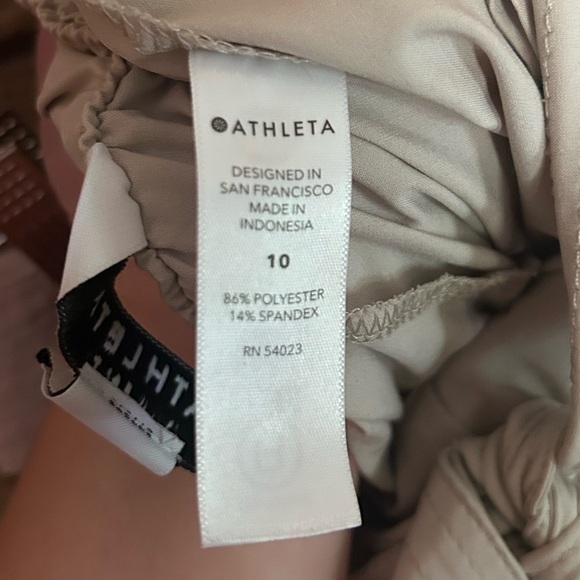 ATHLETA
DESIGNED IN
SAN FRANCISCO
MADE IN
INDONESIA
10
86% POLYESTER
14% SPANDEX
RN 54023